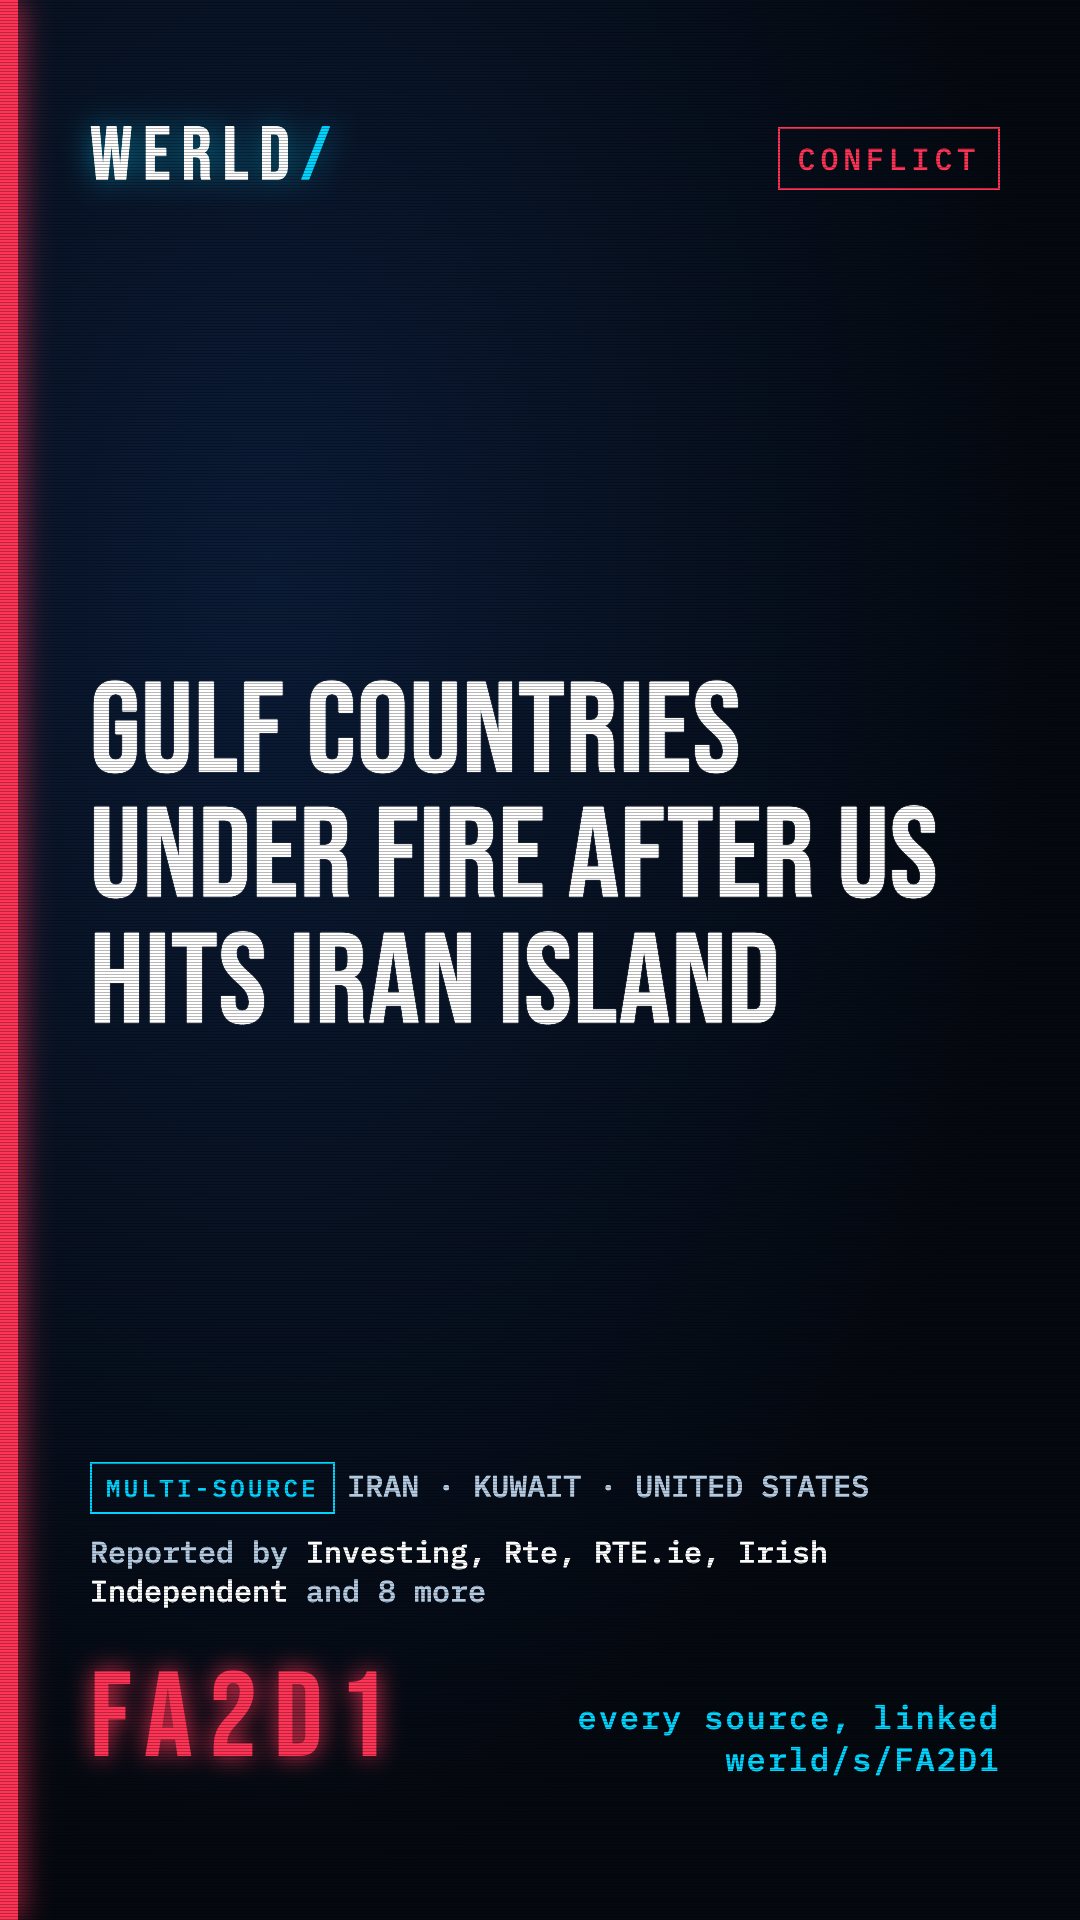 WERLD/
CONFLICT
GULF COUNTRIES
UNDER FIRE AFTER US
HITS IRAN ISLAND
MULTI-SOURCE IRAN · KUWAIT · UNITED STATES
Reported by Investing, Rte, RTE.ie, Irish
Independent and 8 more
FA2D1
every source, linked
werld/s/FA2D1